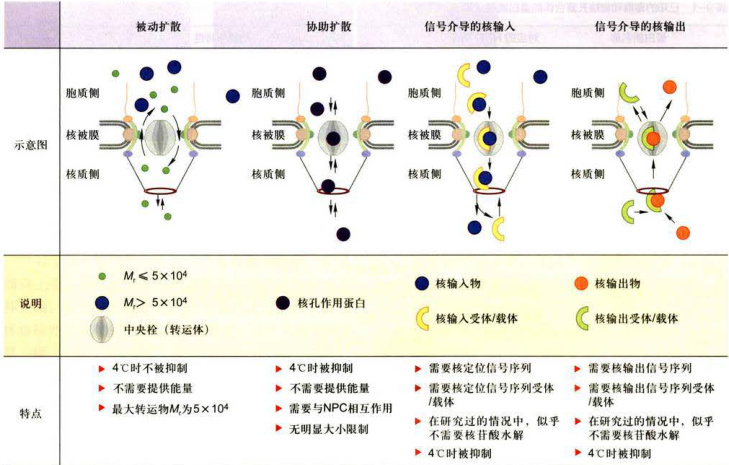 被动扩散
协助扩散
信号介导的核输入
信号介导的核输出
示意图
胞质侧
核被膜
核质侧
胞质侧
核被膜
核质侧
胞质侧
核被膜
核质侧
胞质侧
核被膜
核质侧
说明
Mr ≤ 5×10⁴
Mr> 5×10⁴
中央栓（转运体）
核孔作用蛋白
核输入物
核输入受体/载体
核输出物
核输出受体/载体
特点
▶ 4℃时不被抑制
▶ 不需要提供能量
▶ 最大转运物Mr为5×10⁴
▶ 4℃时被抑制
▶ 不需要提供能量
▶ 需要与NPC相互作用
▶ 无明显大小限制
▶ 需要核定位信号序列
▶ 需要核定位信号序列受体
/载体
▶ 在研究过的情况中，似乎
不需要核苷酸水解
▶ 4℃时被抑制
▶ 需要核输出信号序列
▶ 需要核输出信号序列受体
/载体
▶ 在研究过的情况中，似乎
不需要核苷酸水解
▶ 4℃时被抑制